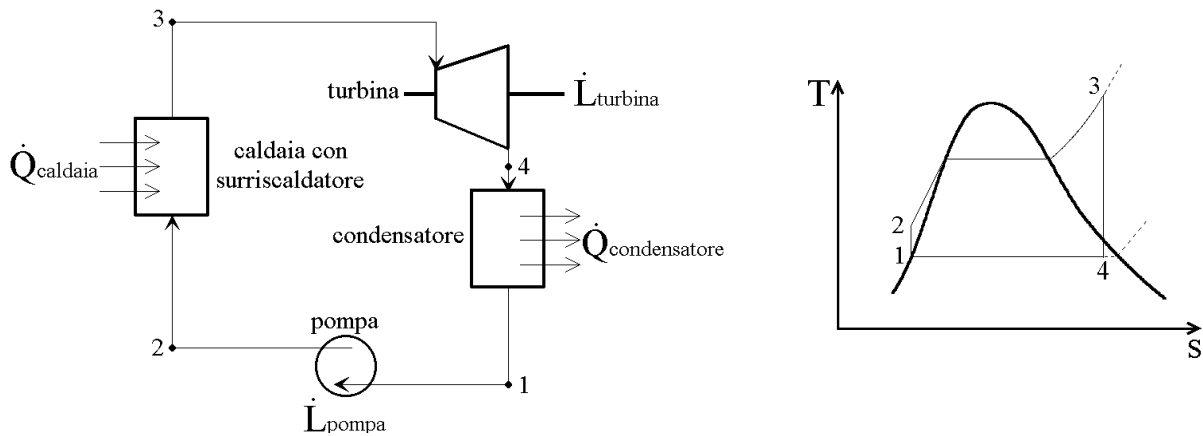 3
turbina
L̇turbina
Q̇caldaia
caldaia con
surriscaldatore
4
condensatore
Q̇condensatore
pompa
2
1
L̇pompa
T
3
2
1
4
s